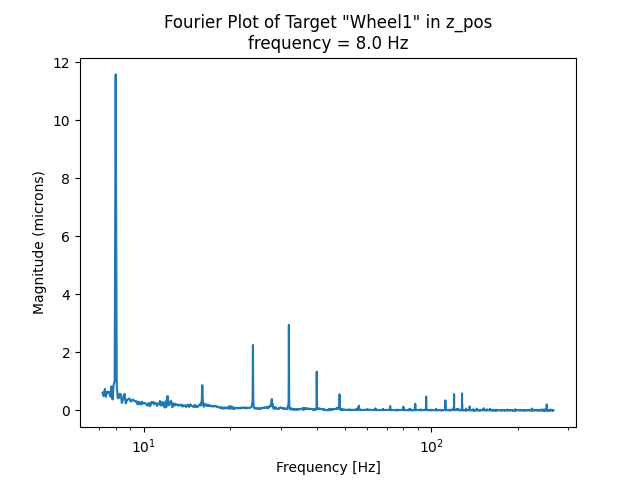 Fourier Plot of Target "Wheel1" in z_pos
frequency = 8.0 Hz
12
10
8
6
4
2
0
Magnitude (microns)
10¹
10²
Frequency [Hz]